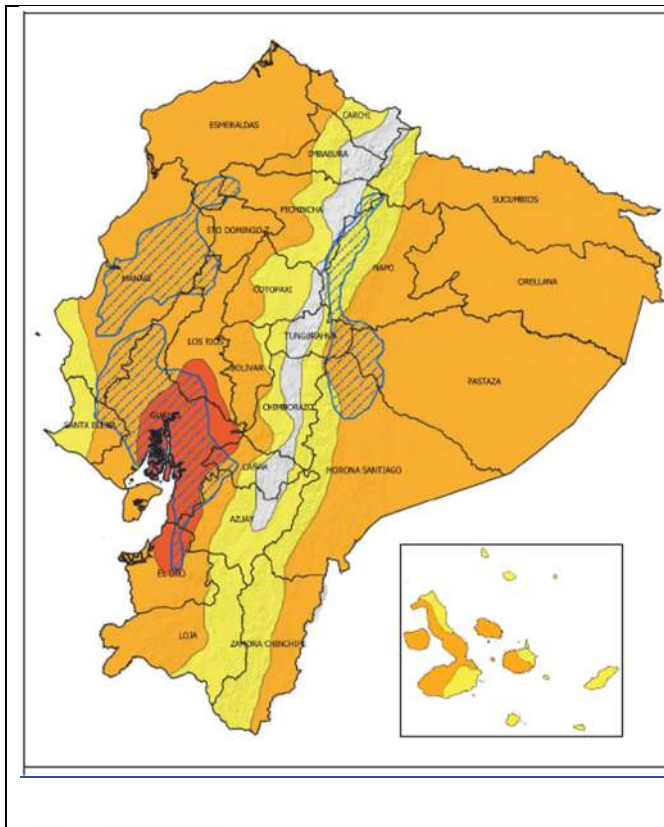 CARCHI
ESMERALDAS
IMBABURA
SUCUMBIOS
PICHINCHA
STO DOMINGO
NAPO
MANABI
ORELLANA
COTOPAXI
LOS RIOS
TUNGURAHUA
BOLIVAR
PASTAZA
CHIMBORAZO
SANTA ELENA
CAÑAR
MORONA SANTIAGO
AZUAY
EL ORO
LOJA
ZAMORA CHINCHIPE